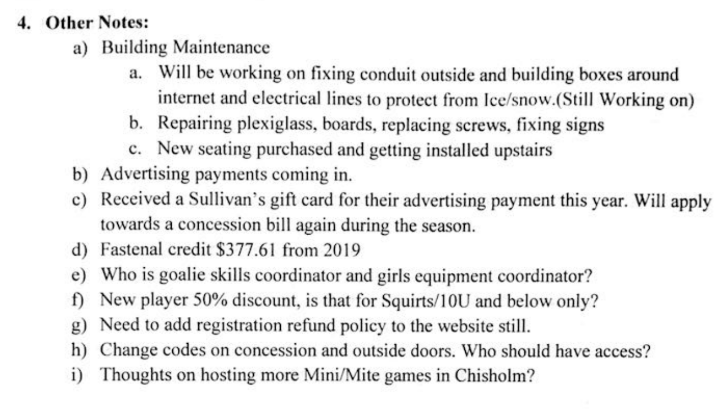 4. Other Notes:
a) Building Maintenance
a. Will be working on fixing conduit outside and building boxes around
internet and electrical lines to protect from Ice/snow.(Still Working on)
b. Repairing plexiglass, boards, replacing screws, fixing signs
c. New seating purchased and getting installed upstairs
b) Advertising payments coming in.
c) Received a Sullivan's gift card for their advertising payment this year. Will apply
towards a concession bill again during the season.
d) Fastenal credit $377.61 from 2019
e) Who is goalie skills coordinator and girls equipment coordinator?
f) New player 50% discount, is that for Squirts/10U and below only?
g) Need to add registration refund policy to the website still.
h) Change codes on concession and outside doors. Who should have access?
i) Thoughts on hosting more Mini/Mite games in Chisholm?